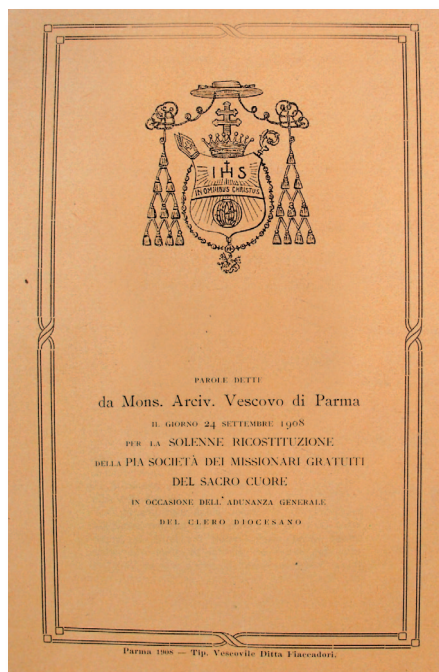 IHS
IN OMNIBUS CHRISTUS
PAROLE DETTE
da Mons. Arciv. Vescovo di Parma
IL GIORNO 24 SETTEMBRE 1908
PER LA SOLENNE RICOSTITUZIONE
DELLA PIA SOCIETÀ DEI MISSIONARI GRATUITI
DEL SACRO CUORE
IN OCCASIONE DELL'ADUNANZA GENERALE
DEL CLERO DIOCESANO
Parma 1908 — Tip. Vescovile Ditta Fiaccadori.